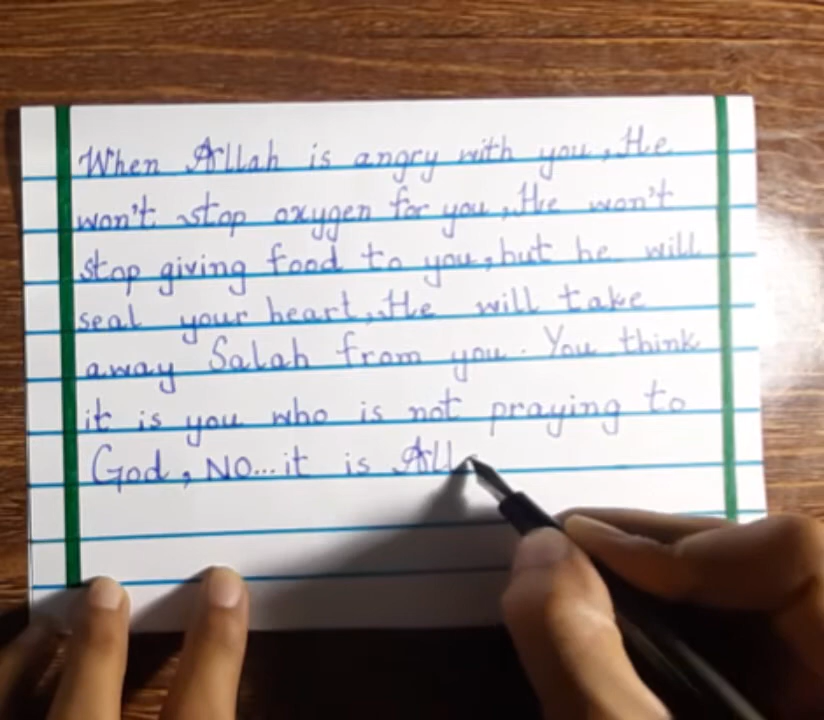 When Allah is angry with you, He
won't stop oxygen for you, He won't
stop giving food to you, but he will
seal your heart, He will take
away Salah from you. You think
it is you who is not praying to
God, NO... it is All